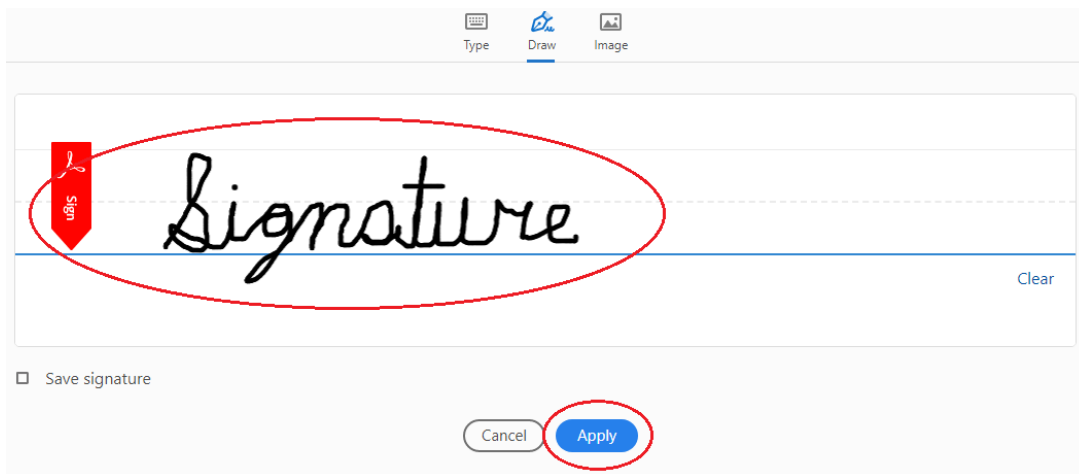 Type Draw Image
Sign
Signature
Clear
Save signature
Cancel Apply